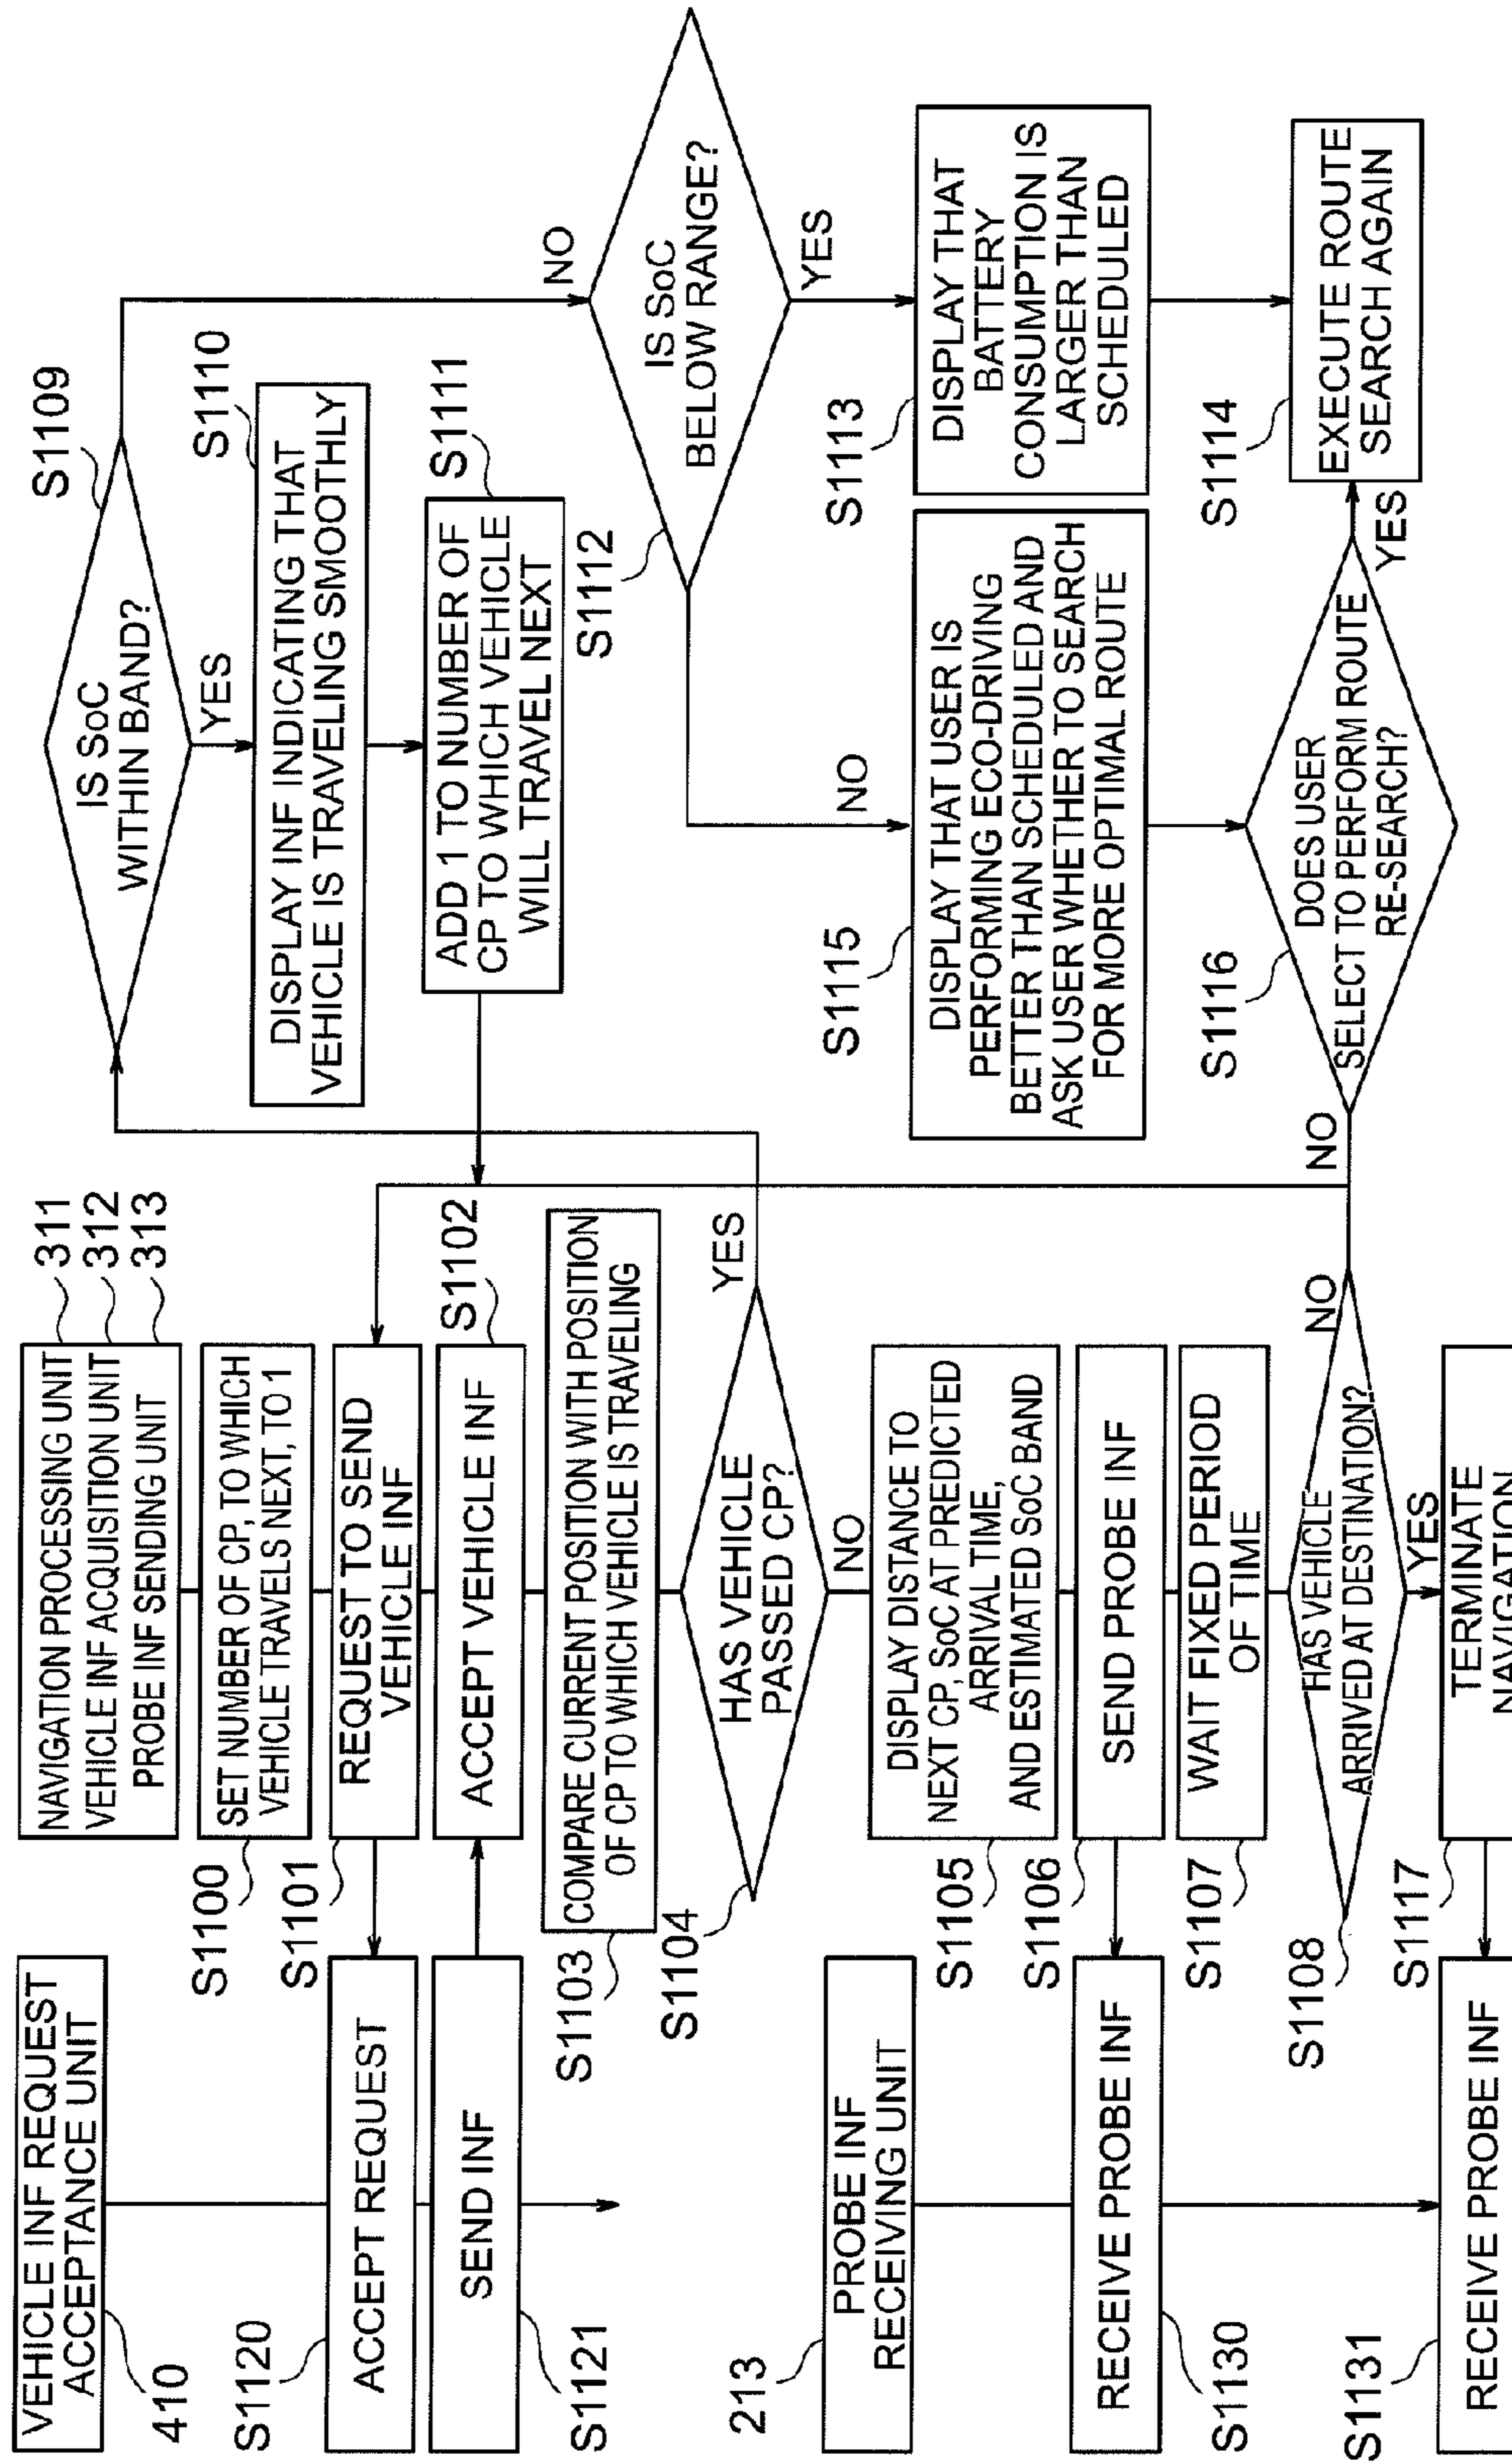 VEHICLE INF REQUEST
ACCEPTANCE UNIT
410
S1120
ACCEPT REQUEST
SEND INF
S1121
213
PROBE INF
RECEIVING UNIT
RECEIVE PROBE INF
S1130
S1131
RECEIVE PROBE INF
NAVIGATION PROCESSING UNIT
311
VEHICLE INF ACQUISITION UNIT
312
PROBE INF SENDING UNIT
313
S1100
SET NUMBER OF CP, TO WHICH
VEHICLE TRAVELS NEXT, TO 1
S1101
REQUEST TO SEND
VEHICLE INF
S1102
ACCEPT VEHICLE INF
S1103
COMPARE CURRENT POSITION WITH POSITION
OF CP TO WHICH VEHICLE IS TRAVELING
S1104
HAS VEHICLE
PASSED CP?
YES
NO
S1105
DISPLAY DISTANCE TO
NEXT CP, SoC AT PREDICTED
ARRIVAL TIME,
AND ESTIMATED SoC BAND
S1106
SEND PROBE INF
S1107
WAIT FIXED PERIOD
OF TIME
S1108
HAS VEHICLE
ARRIVED AT DESTINATION?
NO
YES
S1117
TERMINATE
NAVIGATION
S1109
IS SoC
WITHIN BAND?
YES
NO
S1110
DISPLAY INF INDICATING THAT
VEHICLE IS TRAVELING SMOOTHLY
S1111
ADD 1 TO NUMBER OF
CP TO WHICH VEHICLE
WILL TRAVEL NEXT
S1112
IS SoC
BELOW RANGE?
NO
YES
S1113
DISPLAY THAT
BATTERY
CONSUMPTION IS
LARGER THAN
SCHEDULED
S1114
EXECUTE ROUTE
SEARCH AGAIN
S1115
DISPLAY THAT USER IS
PERFORMING ECO-DRIVING
BETTER THAN SCHEDULED AND
ASK USER WHETHER TO SEARCH
FOR MORE OPTIMAL ROUTE
S1116
DOES USER
SELECT TO PERFORM ROUTE
RE-SEARCH?
NO
YES